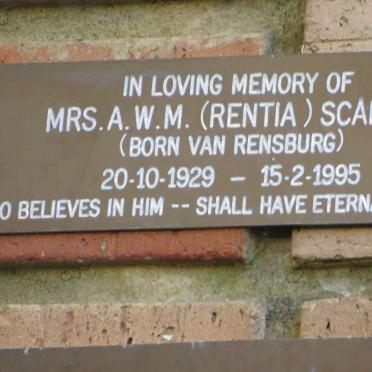 IN LOVING MEMORY OF
MRS. A.W.M. (RENTIA) SCA
(BORN VAN RENSBURG)
20-10-1929 - 15-2-1995
O BELIEVES IN HIM -- SHALL HAVE ETERNA